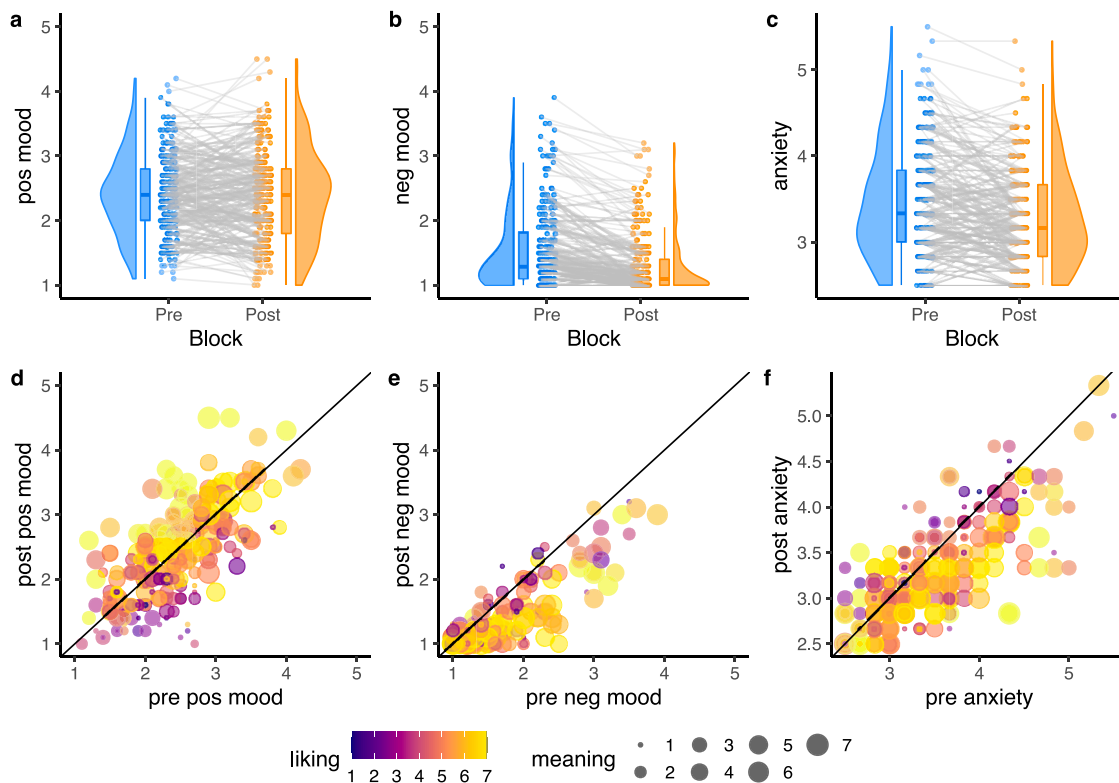 a
5
4
3
2
1
pos mood
Pre
Post
Block
b
5
4
3
2
1
neg mood
Pre
Post
Block
c
5
4
3
anxiety
Pre
Post
Block
d
5
4
3
2
1
post pos mood
1 2 3 4 5
pre pos mood
e
5
4
3
2
1
post neg mood
1 2 3 4 5
pre neg mood
f
5.0
4.5
4.0
3.5
3.0
2.5
post anxiety
3 4 5
pre anxiety
liking
1 2 3 4 5 6 7
meaning
1 3 5 7
2 4 6